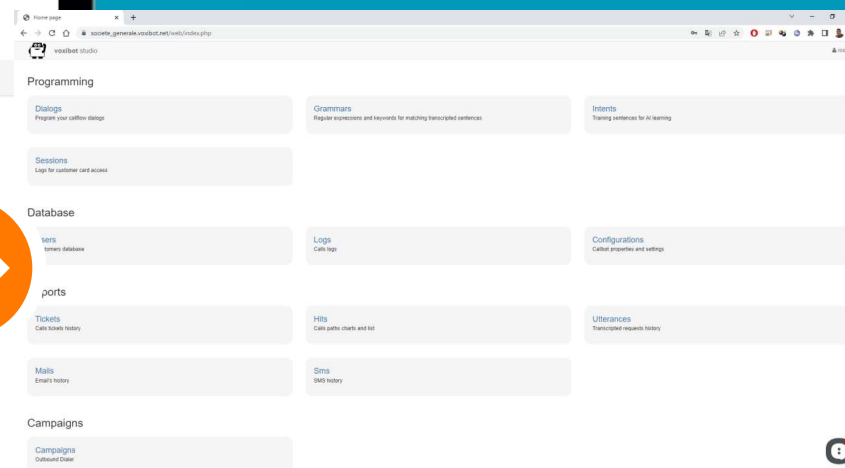 Home page
societe_generale.voxibot.net/web/index.php
voxibot studio
Programming
Dialogs
Program your callflow dialogs
Grammars
Regular expressions and keywords for matching transcripted sentences
Intents
Training sentences for AI learning
Sessions
Logs for customer card access
Database
sers
tomers database
Logs
Calls logs
Configurations
Callbot properties and settings
ports
Tickets
Calls tickets history
Hits
Calls paths charts and list
Utterances
Transcripted requests history
Mails
Email's history
Sms
SMS history
Campaigns
Campaigns
Outbound Dialer